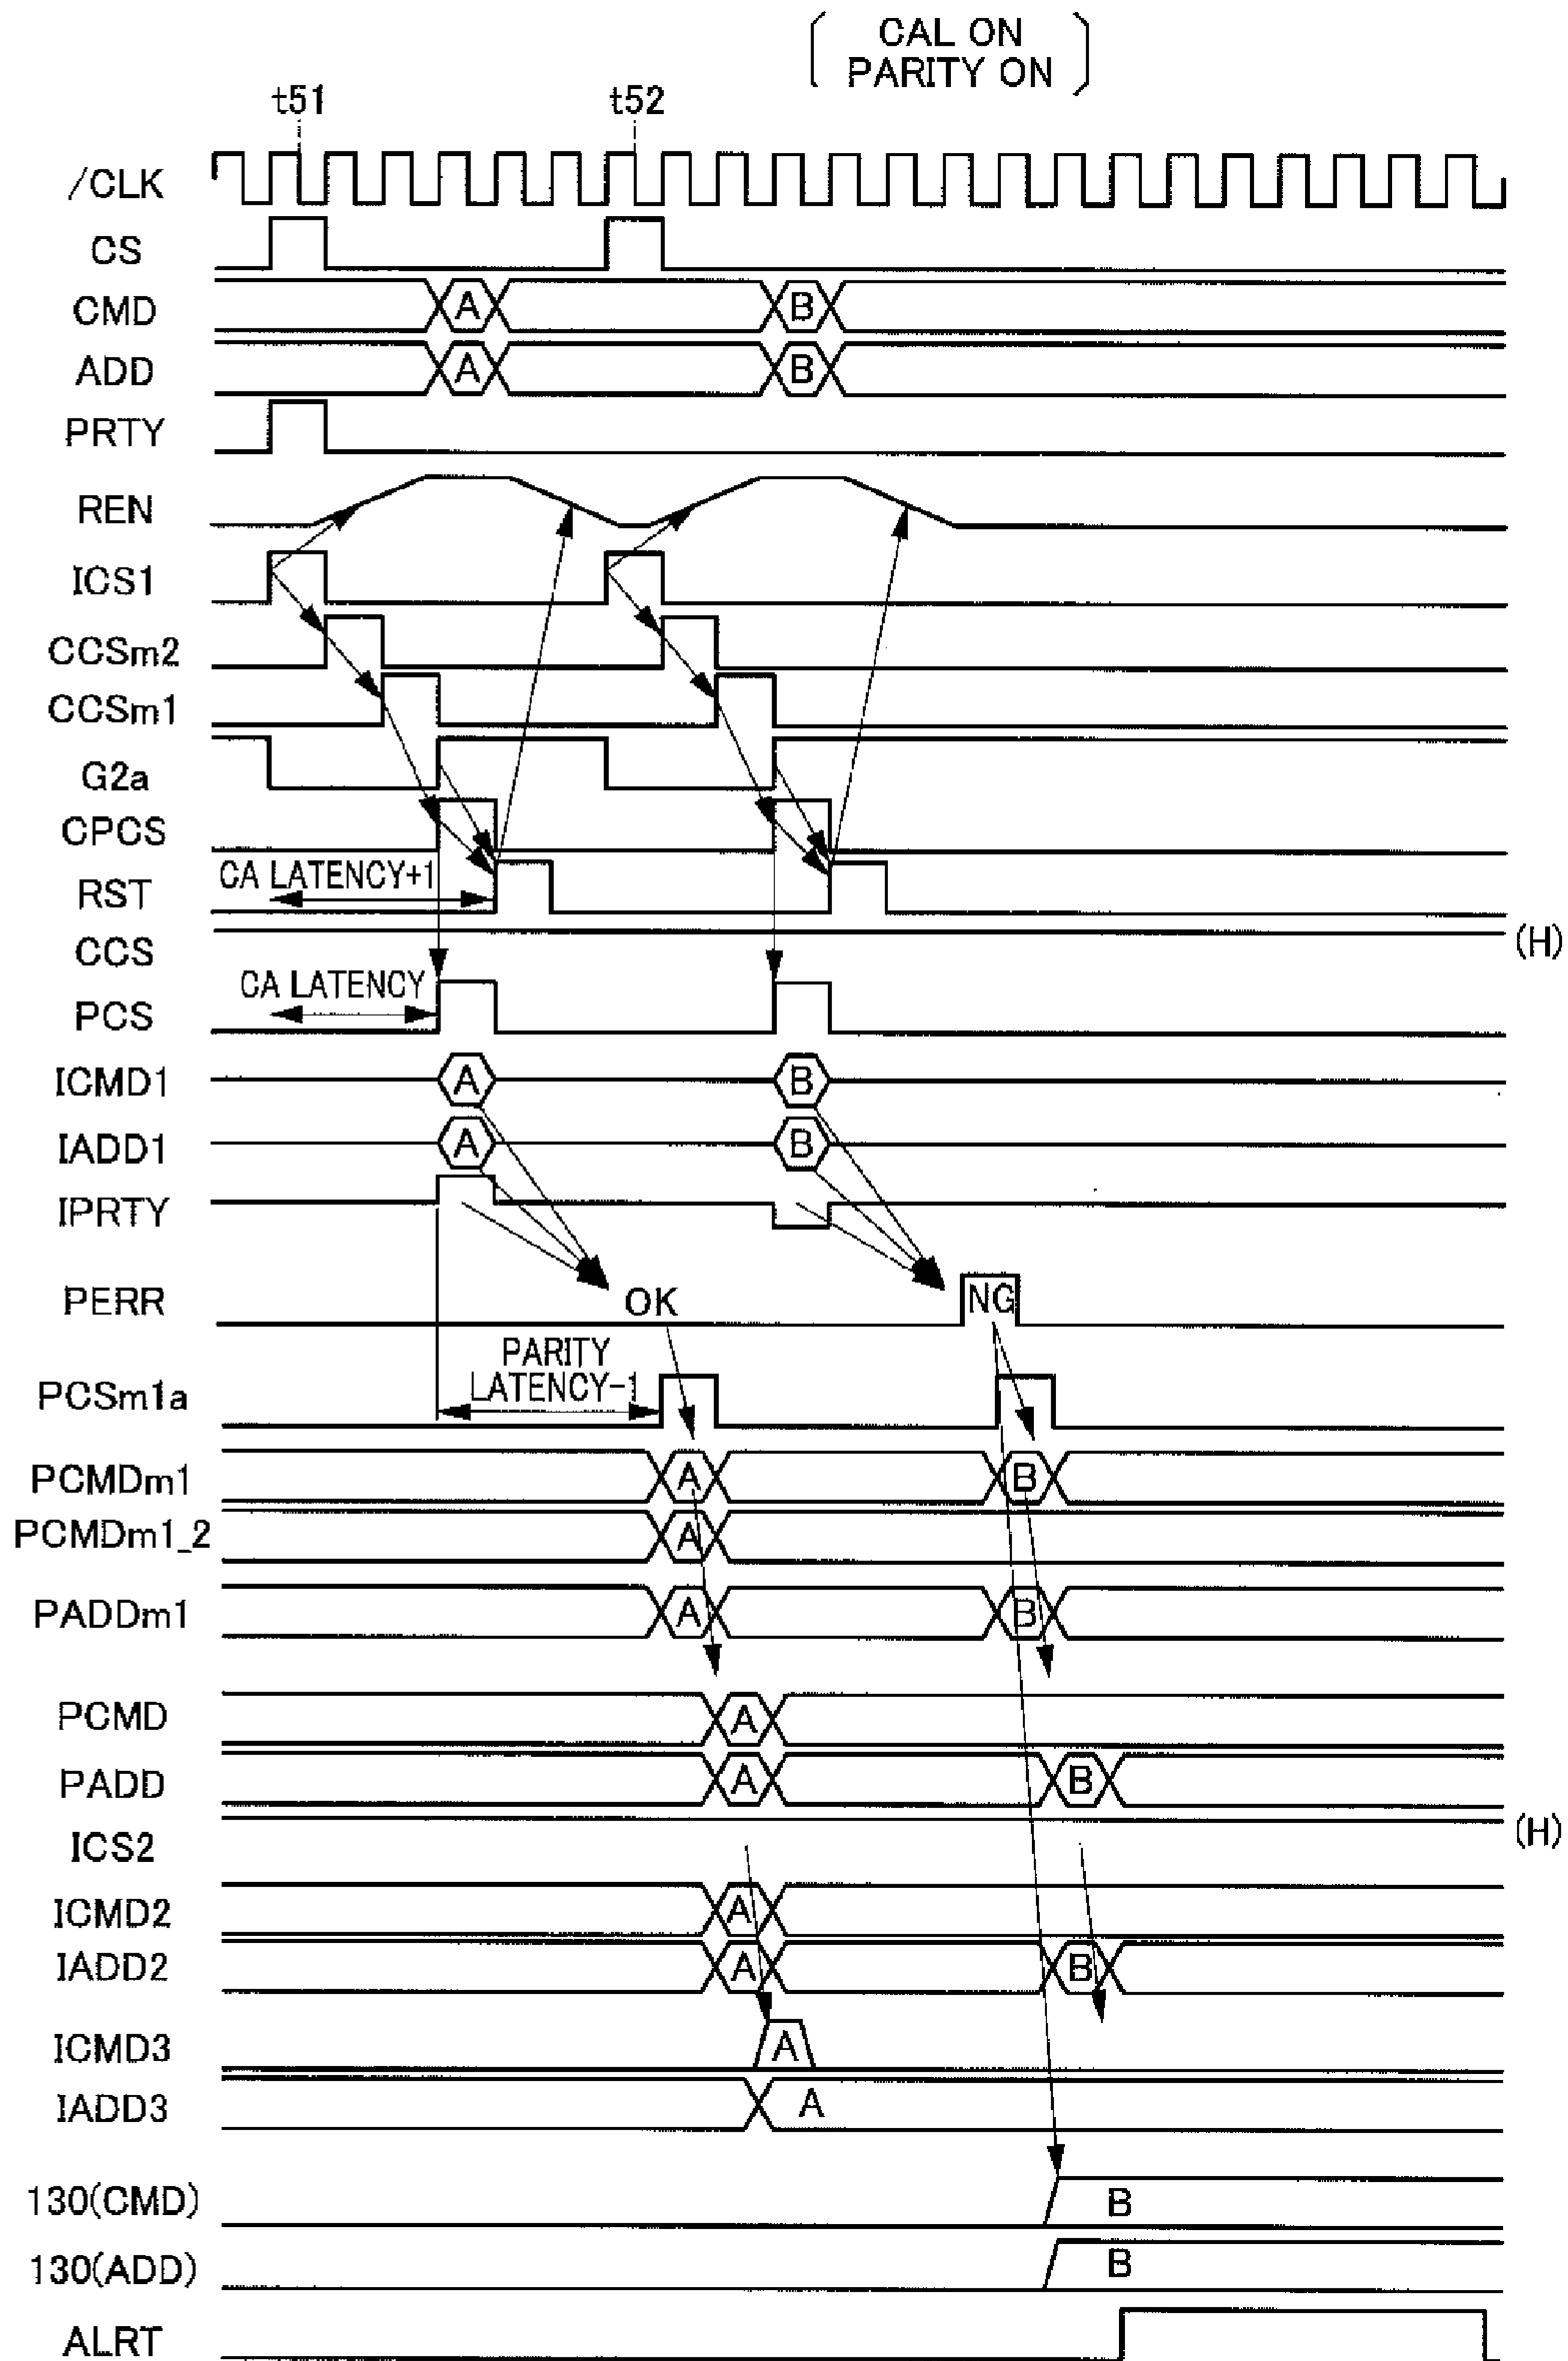 CAL ON
PARITY ON
t51 t52
/CLK
CS
CMD A B
ADD A B
PRTY
REN
ICS1
CCSm2
CCSm1
G2a
CPCS
CA LATENCY+1
RST
CCS (H)
CA LATENCY
PCS
ICMD1 A B
IADD1 A B
IPRTY
PERR OK NG
PARITY
LATENCY-1
PCSm1a
PCMDm1 A B
PCMDm1_2 A
PADDm1 A B
PCMD A
PADD A B
ICS2 (H)
ICMD2 A
IADD2 A B
ICMD3 A
IADD3 A
130(CMD) B
130(ADD) B
ALRT